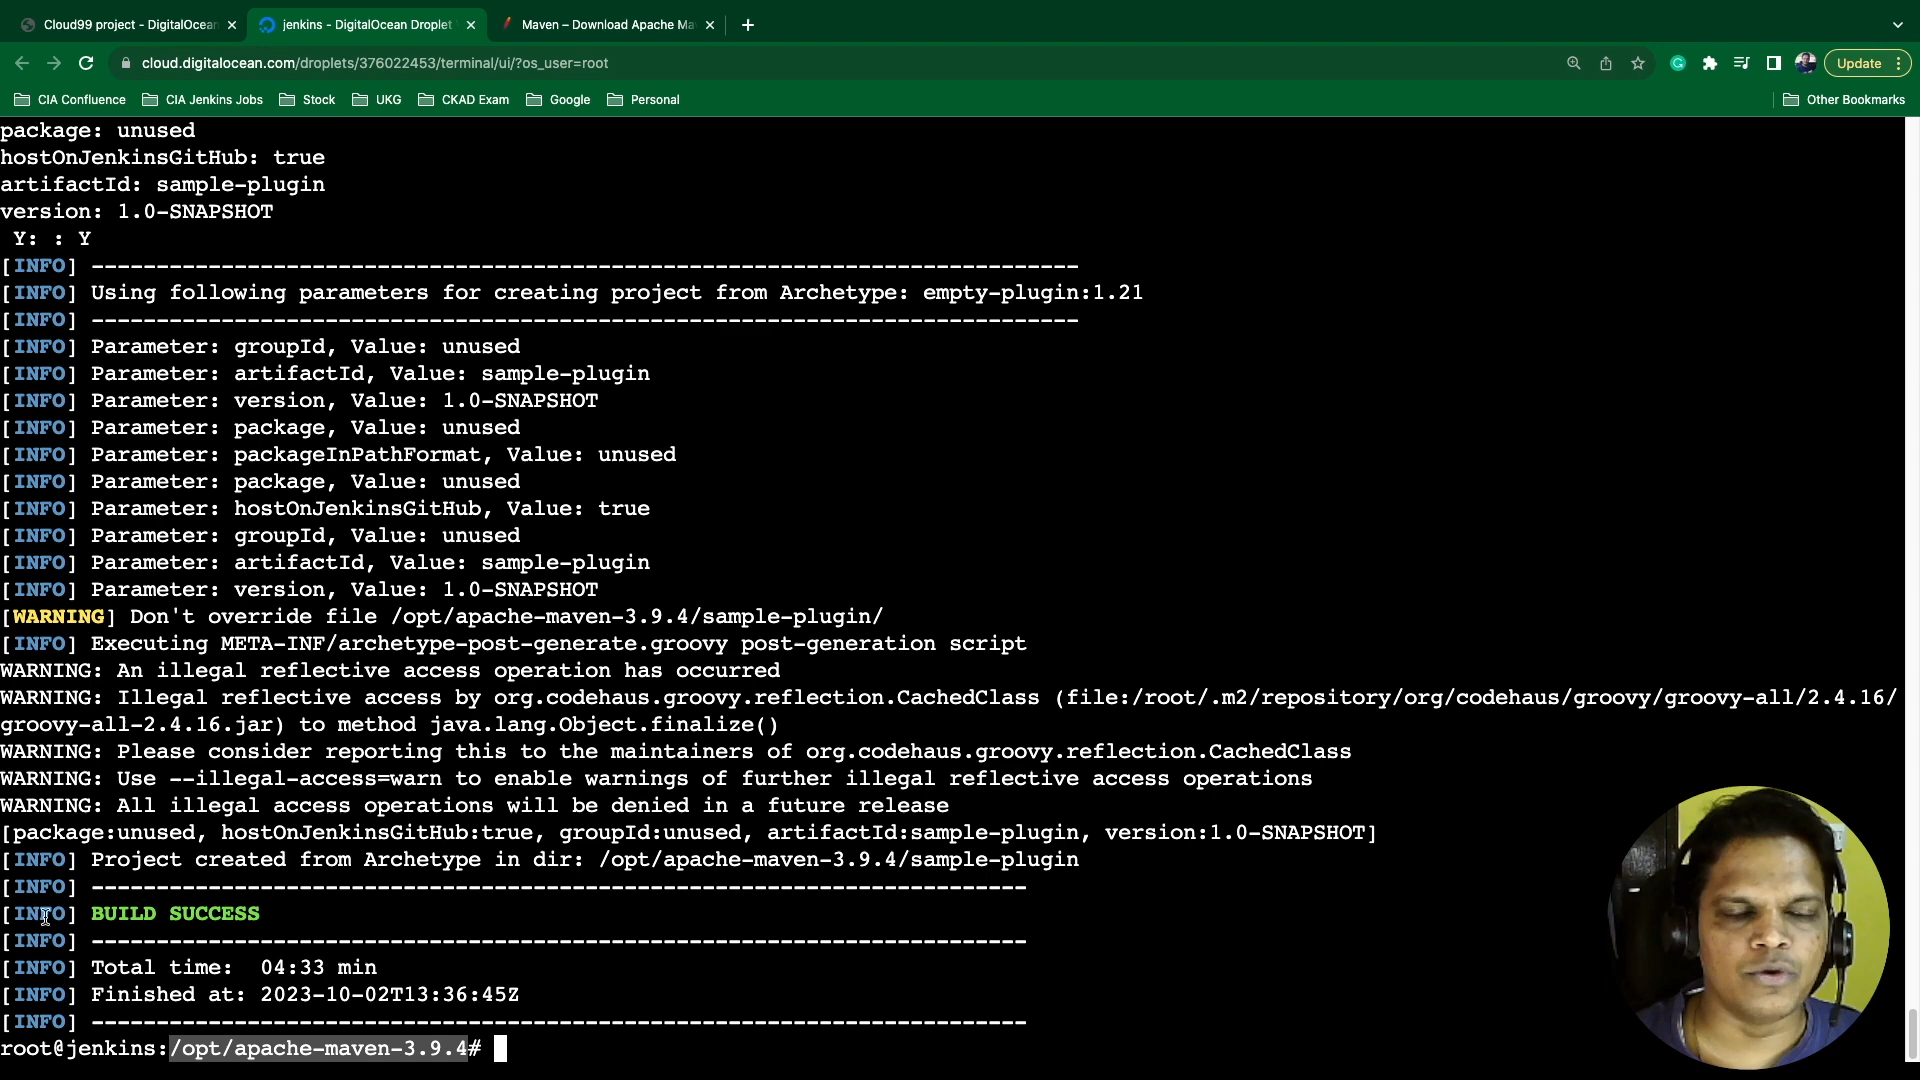 Cloud99 project - DigitalOcean
jenkins - DigitalOcean Droplet
Maven – Download Apache Ma
cloud.digitalocean.com/droplets/376022453/terminal/ui/?os_user=root
Update
CIA Confluence
CIA Jenkins Jobs
Stock
UKG
CKAD Exam
Google
Personal
Other Bookmarks
package: unused
hostOnJenkinsGitHub: true
artifactId: sample-plugin
version: 1.0-SNAPSHOT
Y: : Y
[INFO] ----------------------------------------------------------------------------
[INFO] Using following parameters for creating project from Archetype: empty-plugin:1.21
[INFO] ----------------------------------------------------------------------------
[INFO] Parameter: groupId, Value: unused
[INFO] Parameter: artifactId, Value: sample-plugin
[INFO] Parameter: version, Value: 1.0-SNAPSHOT
[INFO] Parameter: package, Value: unused
[INFO] Parameter: packageInPathFormat, Value: unused
[INFO] Parameter: package, Value: unused
[INFO] Parameter: hostOnJenkinsGitHub, Value: true
[INFO] Parameter: groupId, Value: unused
[INFO] Parameter: artifactId, Value: sample-plugin
[INFO] Parameter: version, Value: 1.0-SNAPSHOT
[WARNING] Don't override file /opt/apache-maven-3.9.4/sample-plugin/
[INFO] Executing META-INF/archetype-post-generate.groovy post-generation script
WARNING: An illegal reflective access operation has occurred
WARNING: Illegal reflective access by org.codehaus.groovy.reflection.CachedClass (file:/root/.m2/repository/org/codehaus/groovy/groovy-all/2.4.16/
groovy-all-2.4.16.jar) to method java.lang.Object.finalize()
WARNING: Please consider reporting this to the maintainers of org.codehaus.groovy.reflection.CachedClass
WARNING: Use --illegal-access=warn to enable warnings of further illegal reflective access operations
WARNING: All illegal access operations will be denied in a future release
[package:unused, hostOnJenkinsGitHub:true, groupId:unused, artifactId:sample-plugin, version:1.0-SNAPSHOT]
[INFO] Project created from Archetype in dir: /opt/apache-maven-3.9.4/sample-plugin
[INFO] ------------------------------------------------------------------------
[INFO] BUILD SUCCESS
[INFO] ------------------------------------------------------------------------
[INFO] Total time:  04:33 min
[INFO] Finished at: 2023-10-02T13:36:45Z
[INFO] ------------------------------------------------------------------------
root@jenkins:/opt/apache-maven-3.9.4#